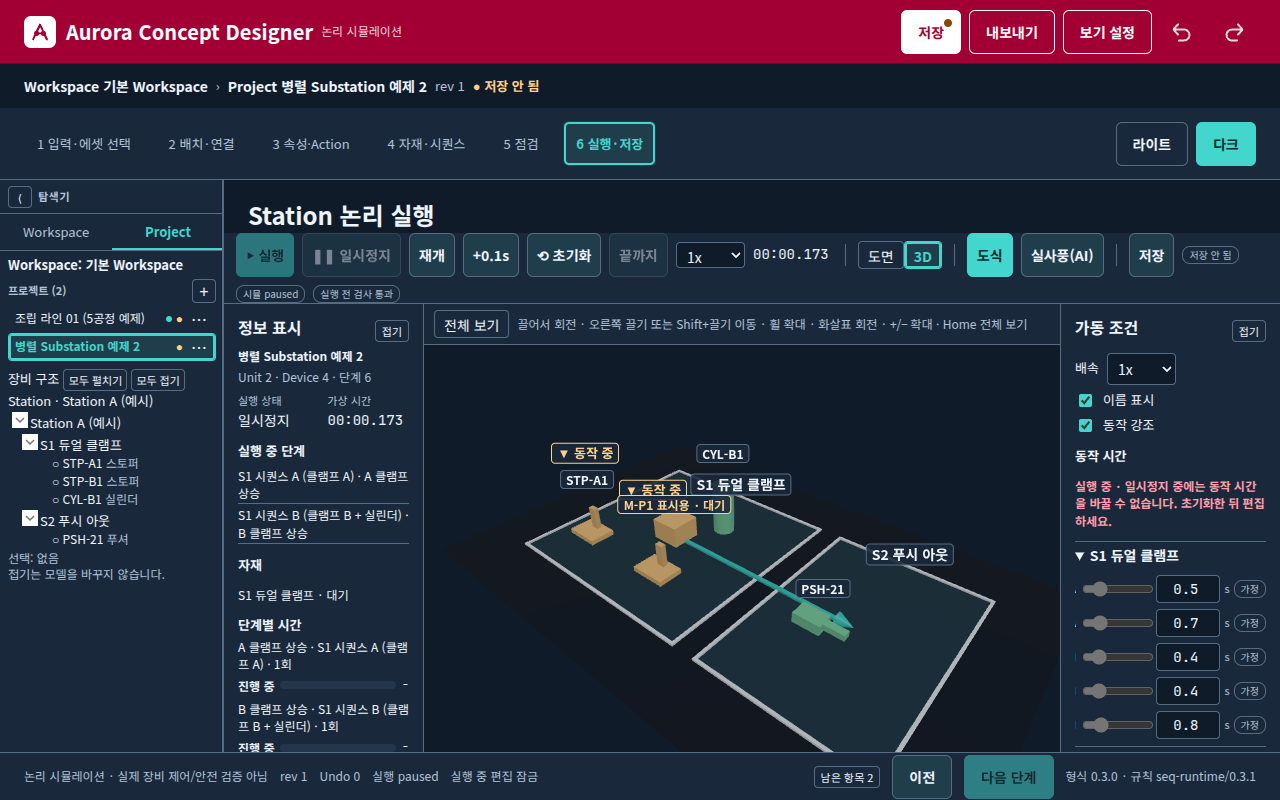 Aurora Concept Designer 논리 시뮬레이션
저장 내보내기 보기 설정
Workspace 기본 Workspace › Project 병렬 Substation 예제 2 rev 1 ● 저장 안 됨
1 입력·에셋 선택 2 배치·연결 3 속성·Action 4 자재·시퀀스 5 점검 6 실행·저장
라이트 다크
⟨ 탐색기
Workspace Project
Workspace: 기본 Workspace
프로젝트 (2) +
조립 라인 01 (5공정 예제) ● ● ⋯
병렬 Substation 예제 2 ● ⋯
장비 구조 모두 펼치기 모두 접기
Station · Station A (예시)
Station A (예시)
S1 듀얼 클램프
○ STP-A1 스토퍼
○ STP-B1 스토퍼
○ CYL-B1 실린더
S2 푸시 아웃
○ PSH-21 푸셔
선택: 없음
접기는 모델을 바꾸지 않습니다.
Station 논리 실행
▸ 실행 ❚❚ 일시정지 재개 +0.1s ⟲ 초기화 끝까지 1x 00:00.173 도면 3D 도식 실사풍(AI) 저장 저장 안 됨
시뮬 paused 실행 전 검사 통과
정보 표시 접기
병렬 Substation 예제 2
Unit 2 · Device 4 · 단계 6
실행 상태 가상 시간
일시정지 00:00.173
실행 중 단계
S1 시퀀스 A (클램프 A) · A 클램프
상승
S1 시퀀스 B (클램프 B + 실린더) ·
B 클램프 상승
자재
S1 듀얼 클램프 · 대기
단계별 시간
A 클램프 상승 · S1 시퀀스 A (클램
프 A) · 1회
진행 중 -
B 클램프 상승 · S1 시퀀스 B (클램
프 B + 실린더) · 1회
진행 중 -
전체 보기 끌어서 회전 · 오른쪽 끌기 또는 Shift+끌기 이동 · 휠 확대 · 화살표 회전 · +/− 확대 · Home 전체 보기
▼ 동작 중
CYL-B1
STP-A1
S1 듀얼 클램프
▼ 동작 중
M-P1 표시용 · 대기
S2 푸시 아웃
PSH-21
가동 조건 접기
배속 1x
이름 표시
동작 강조
동작 시간
실행 중 · 일시정지 중에는 동작 시간
을 바꿀 수 없습니다. 초기화한 뒤 편집
하세요.
▼ S1 듀얼 클램프
0.5 s 가정
0.7 s 가정
0.4 s 가정
0.4 s 가정
0.8 s 가정
논리 시뮬레이션 · 실제 장비 제어/안전 검증 아님 rev 1 Undo 0 실행 paused 실행 중 편집 잠금
남은 항목 2 이전 다음 단계 형식 0.3.0 · 규칙 seq-runtime/0.3.1